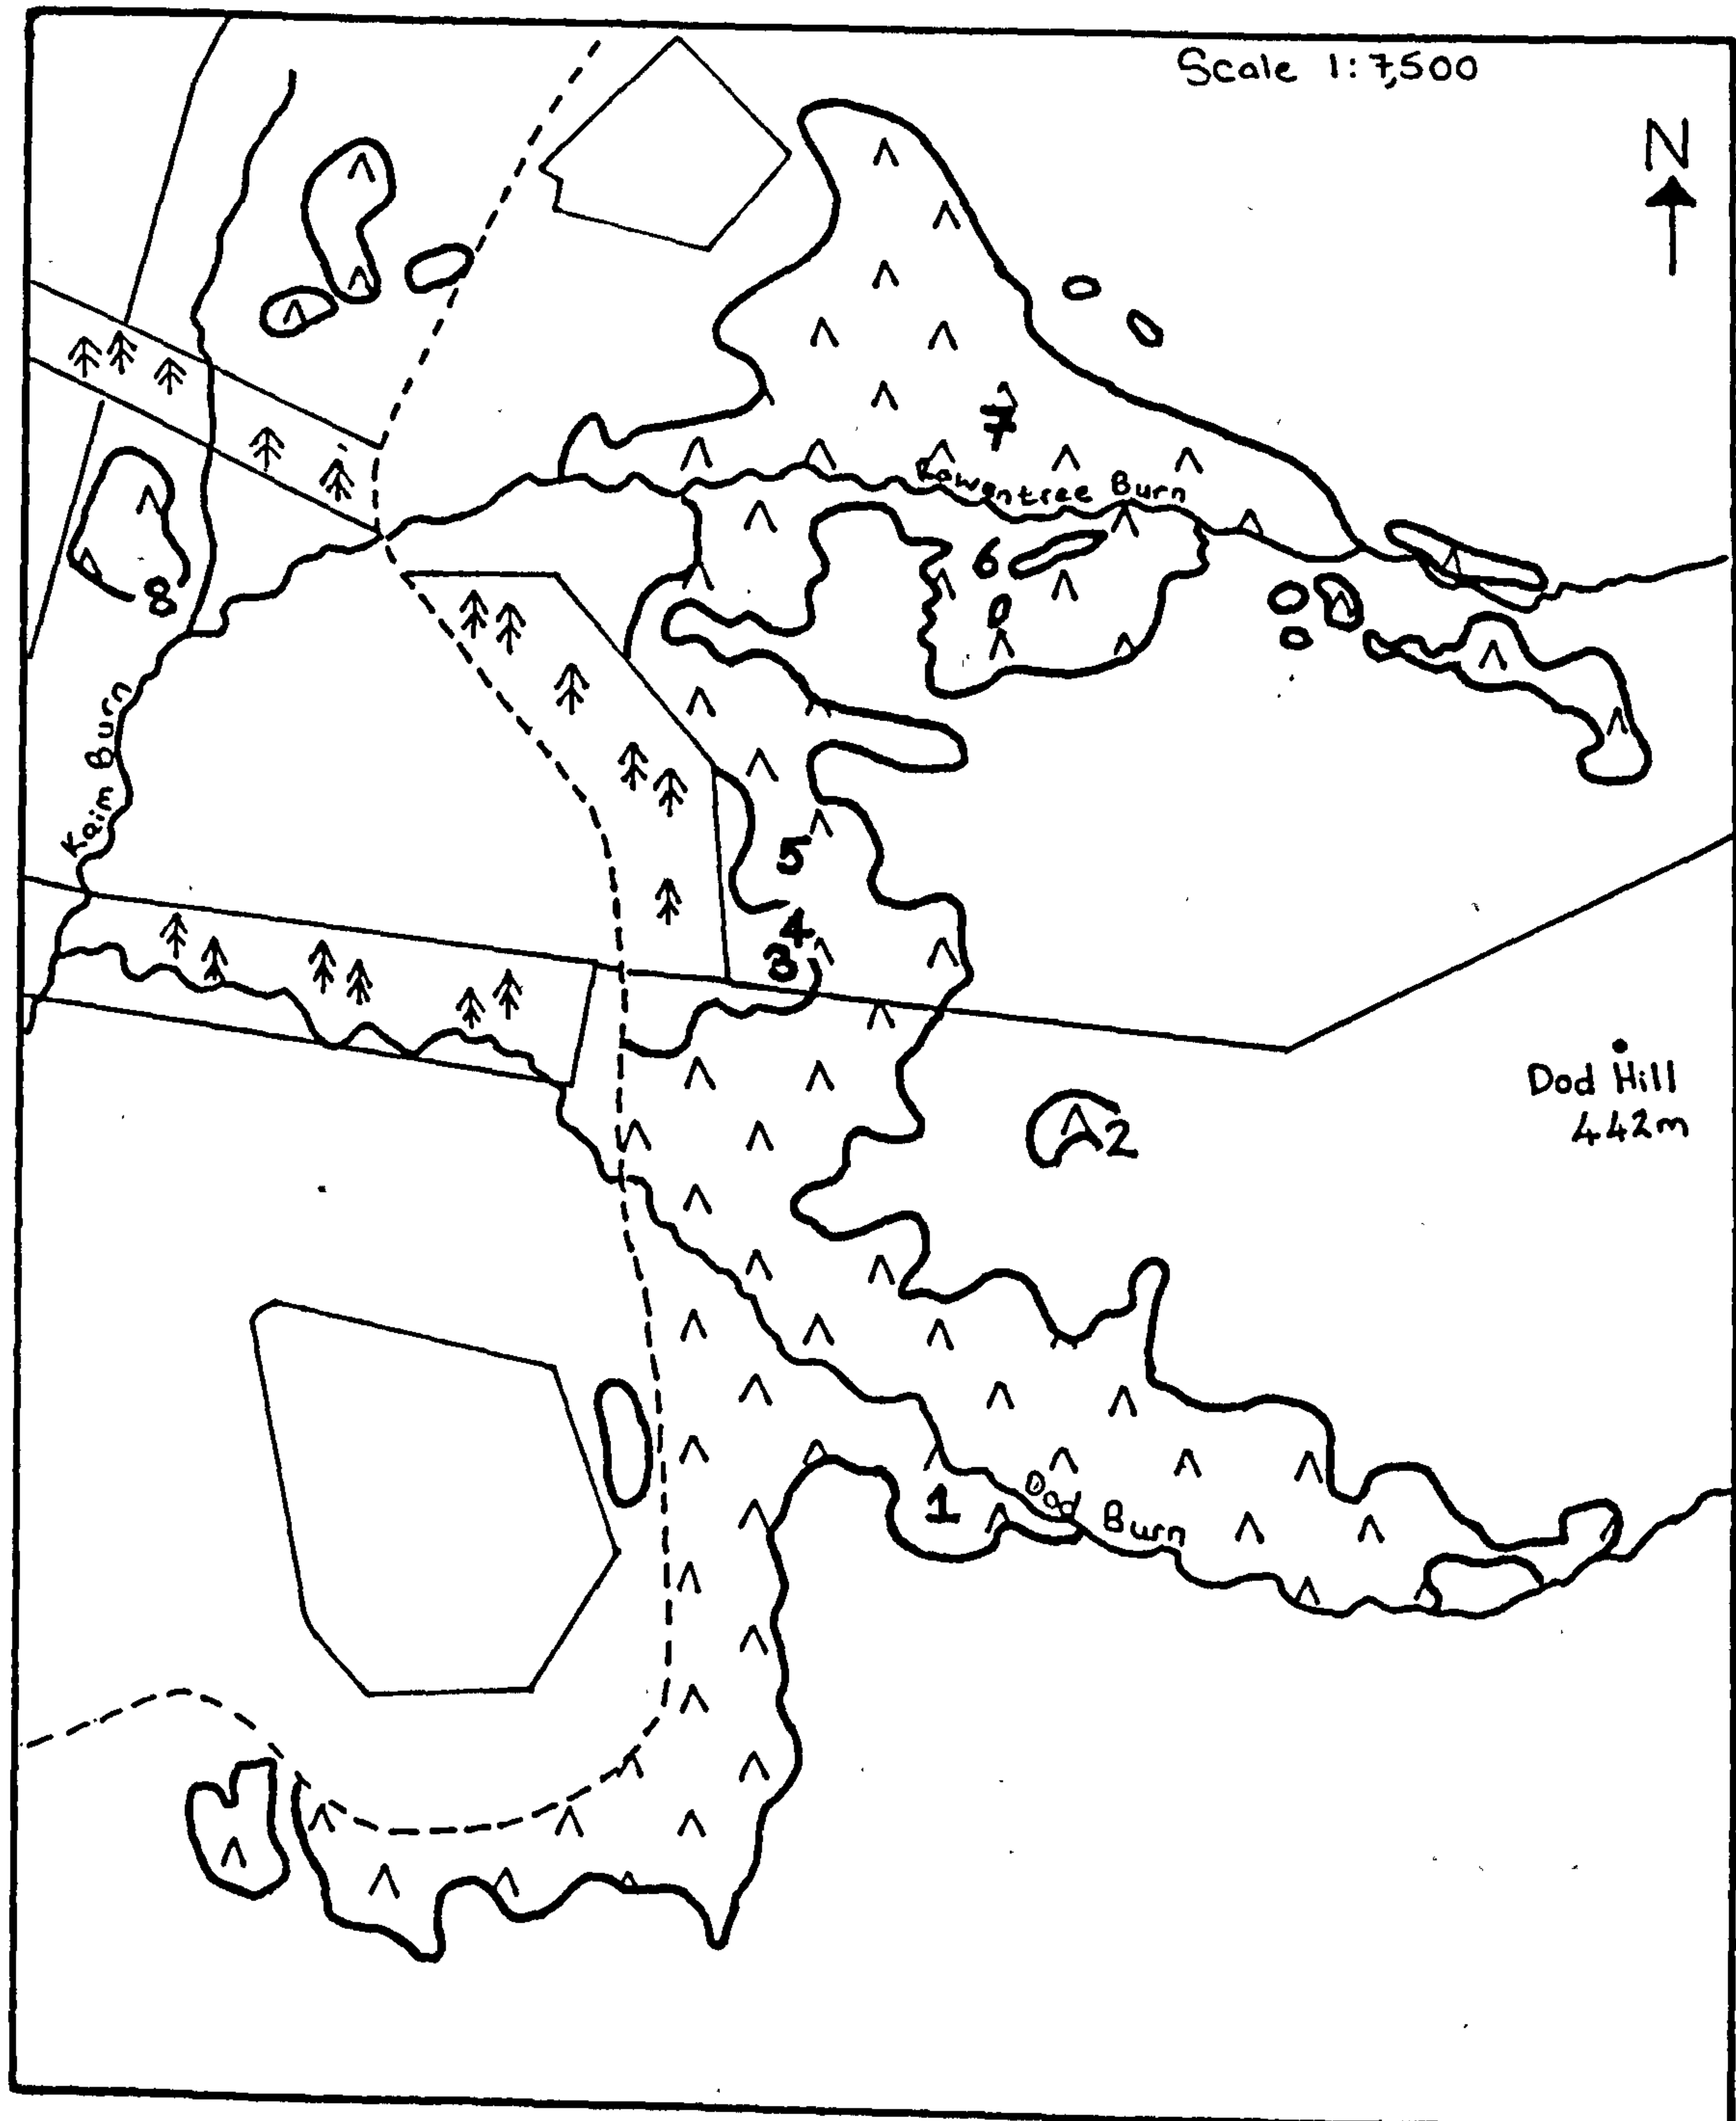 Scale 1:7,500
N
7
Rowantree Burn
6
8
Kaim Burn
5
4
3
Dod Hill
442m
2
1
Dod Burn